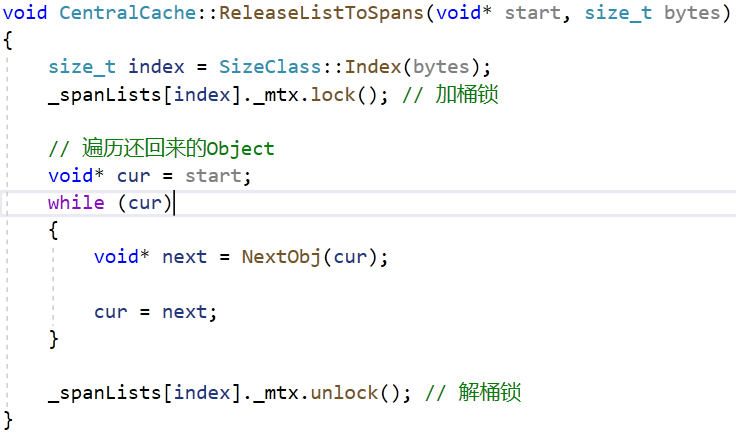 void CentralCache::ReleaseListToSpans(void* start, size_t bytes)
{
    size_t index = SizeClass::Index(bytes);
    _spanLists[index]._mtx.lock(); // 加桶锁

    // 遍历还回来的Object
    void* cur = start;
    while (cur)
    {
        void* next = NextObj(cur);

        cur = next;
    }

    _spanLists[index]._mtx.unlock(); // 解桶锁
}